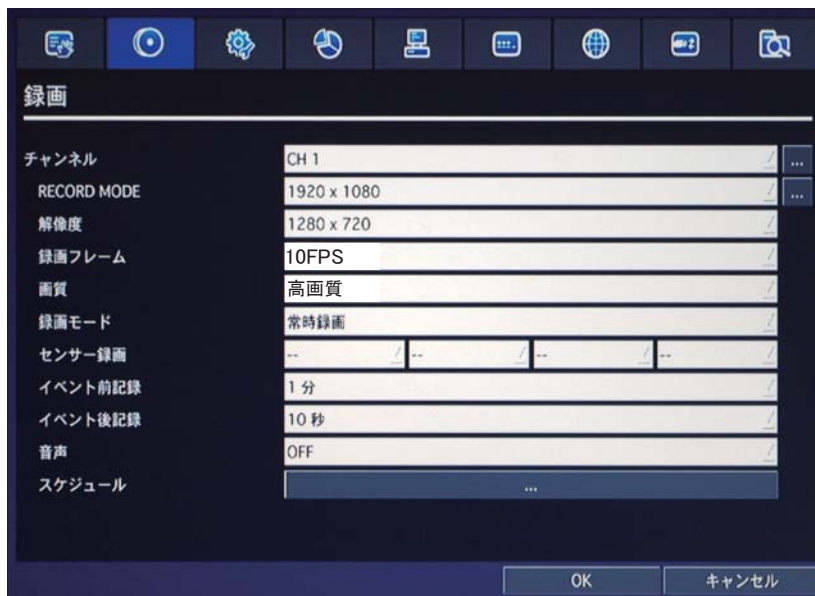 録画
チャンネル CH 1 ...
RECORD MODE 1920 x 1080 ...
解像度 1280 x 720
録画フレーム 10FPS
画質 高画質
録画モード 常時録画
センサー録画 -- -- -- --
イベント前記録 1 分
イベント後記録 10 秒
音声 OFF
スケジュール ...
OK キャンセル